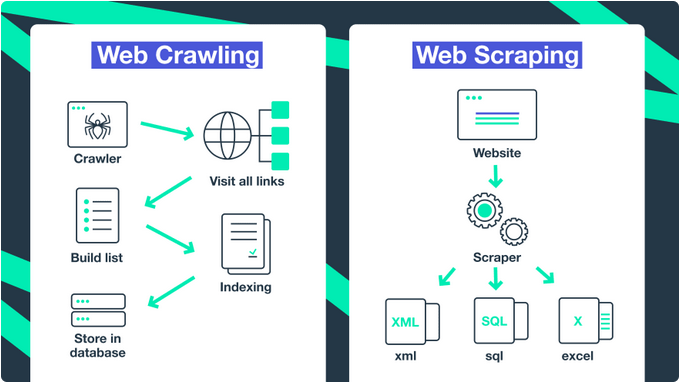 Web Crawling
Crawler
Visit all links
Build list
Indexing
Store in
database
Web Scraping
Website
Scraper
XML
SQL
X
xml
sql
excel